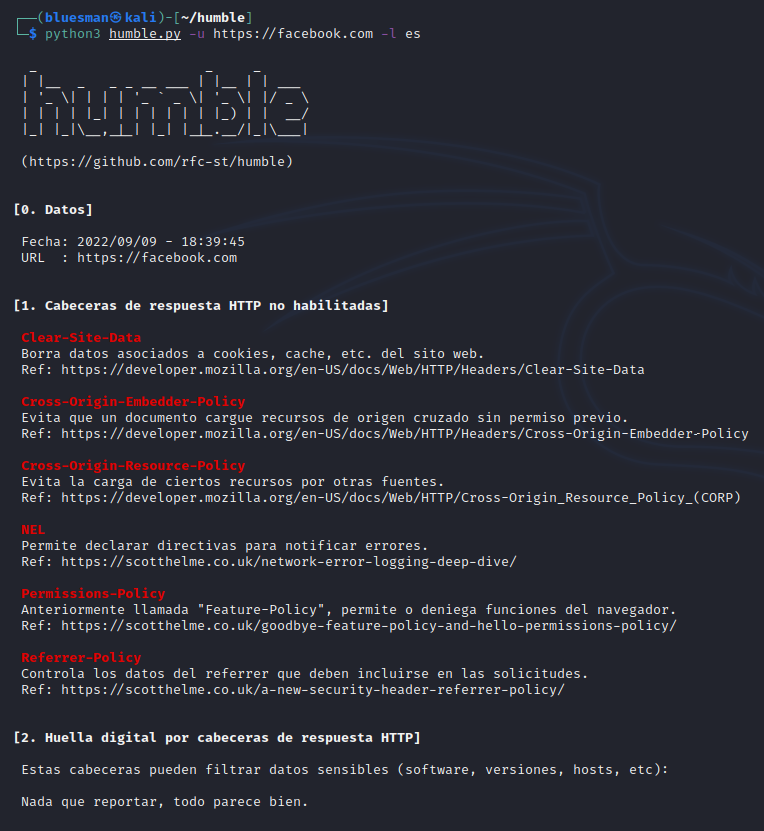 (bluesman㉿kali)-[~/humble]
$ python3 humble.py -u https://facebook.com -l es
humble
(https://github.com/rfc-st/humble)
[0. Datos]
Fecha: 2022/09/09 - 18:39:45
URL  : https://facebook.com
[1. Cabeceras de respuesta HTTP no habilitadas]
Clear-Site-Data
Borra datos asociados a cookies, cache, etc. del sito web.
Ref: https://developer.mozilla.org/en-US/docs/Web/HTTP/Headers/Clear-Site-Data
Cross-Origin-Embedder-Policy
Evita que un documento cargue recursos de origen cruzado sin permiso previo.
Ref: https://developer.mozilla.org/en-US/docs/Web/HTTP/Headers/Cross-Origin-Embedder-Policy
Cross-Origin-Resource-Policy
Evita la carga de ciertos recursos por otras fuentes.
Ref: https://developer.mozilla.org/en-US/docs/Web/HTTP/Cross-Origin_Resource_Policy_(CORP)
NEL
Permite declarar directivas para notificar errores.
Ref: https://scotthelme.co.uk/network-error-logging-deep-dive/
Permissions-Policy
Anteriormente llamada "Feature-Policy", permite o deniega funciones del navegador.
Ref: https://scotthelme.co.uk/goodbye-feature-policy-and-hello-permissions-policy/
Referrer-Policy
Controla los datos del referrer que deben incluirse en las solicitudes.
Ref: https://scotthelme.co.uk/a-new-security-header-referrer-policy/
[2. Huella digital por cabeceras de respuesta HTTP]
Estas cabeceras pueden filtrar datos sensibles (software, versiones, hosts, etc):
Nada que reportar, todo parece bien.